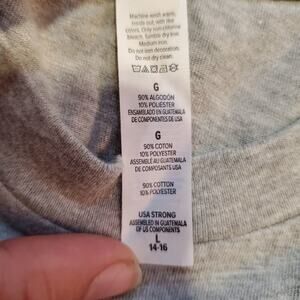 Machine wash warm,
inside out, with like
colors. Only non-chlorine
bleach. Tumble dry low.
Medium iron.
Do not iron decoration.
Do not dry clean.
G
90% ALGODÓN
10% POLIÉSTER
ENSAMBLADO EN GUATEMALA
DE COMPONENTES DE USA
G
90% COTON
10% POLYESTER
ASSEMBLÉ AU GUATEMALA
DE COMPOSANTS USA
90% COTTON
10% POLYESTER
USA STRONG
ASSEMBLED IN GUATEMALA
OF US COMPONENTS
L
14-16